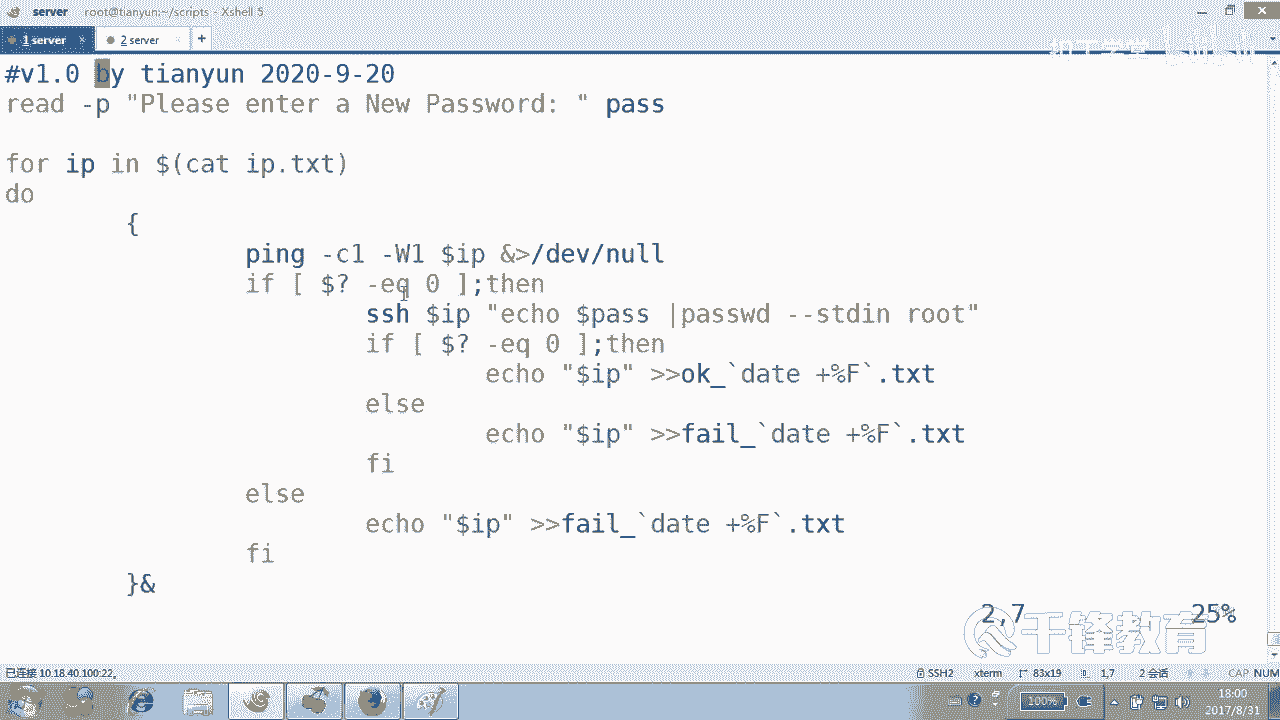 server root@tianyun:~/scripts - Xshell 5
1 server × 2 server × +
#v1.0 by tianyun 2020-9-20
read -p "Please enter a New Password: " pass
for ip in $(cat ip.txt)
do
{
ping -c1 -W1 $ip &>/dev/null
if [ $? -eq 0 ];then
ssh $ip "echo $pass |passwd --stdin root"
if [ $? -eq 0 ];then
echo "$ip" >>ok_`date +%F`.txt
else
echo "$ip" >>fail_`date +%F`.txt
fi
else
echo "$ip" >>fail_`date +%F`.txt
fi
}&
2,7 25%
千锋教育
已连接 10.18.40.100:22。 SSH2 xterm 83x19 1,7 2 会话 CAP NUM
100% 18:00
2017/8/31